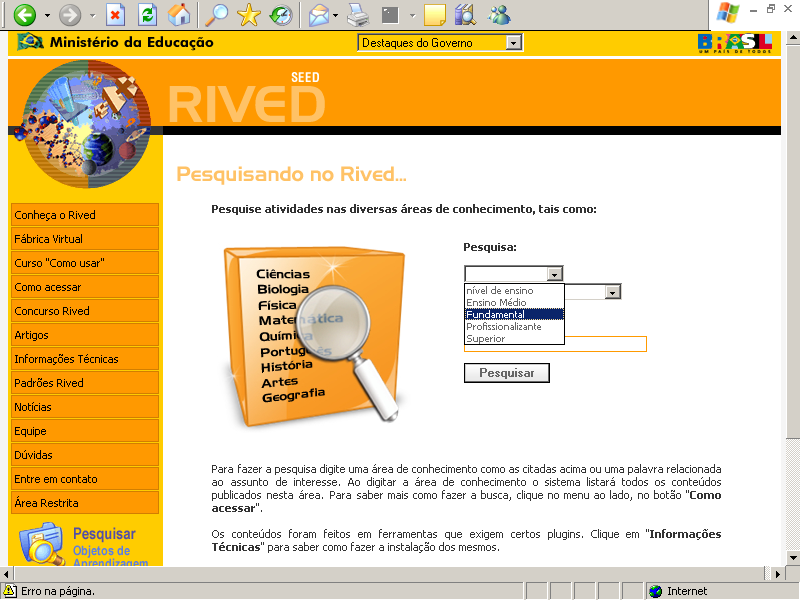 Ministério da Educação
Destaques do Governo
BRASIL
UM PAÍS DE TODOS
SEED
RIVED
Pesquisando no Rived...
Conheça o Rived
Fábrica Virtual
Curso "Como usar"
Como acessar
Concurso Rived
Artigos
Informações Técnicas
Padrões Rived
Notícias
Equipe
Dúvidas
Entre em contato
Área Restrita
Pesquisar
Objetos de
Aprendizagem
Pesquise atividades nas diversas áreas de conhecimento, tais como:
Ciências
Biologia
Física
Matemática
Química
Português
História
Artes
Geografia
Pesquisa:
nível de ensino
Ensino Médio
Fundamental
Profissionalizante
Superior
Pesquisar
Para fazer a pesquisa digite uma área de conhecimento como as citadas acima ou uma palavra relacionada
ao assunto de interesse. Ao digitar a área de conhecimento o sistema listará todos os conteúdos
publicados nesta área. Para saber mais como fazer a busca, clique no menu ao lado, no botão "Como
acessar".
Os conteúdos foram feitos em ferramentas que exigem certos plugins. Clique em "Informações
Técnicas" para saber como fazer a instalação dos mesmos.
Erro na página.
Internet